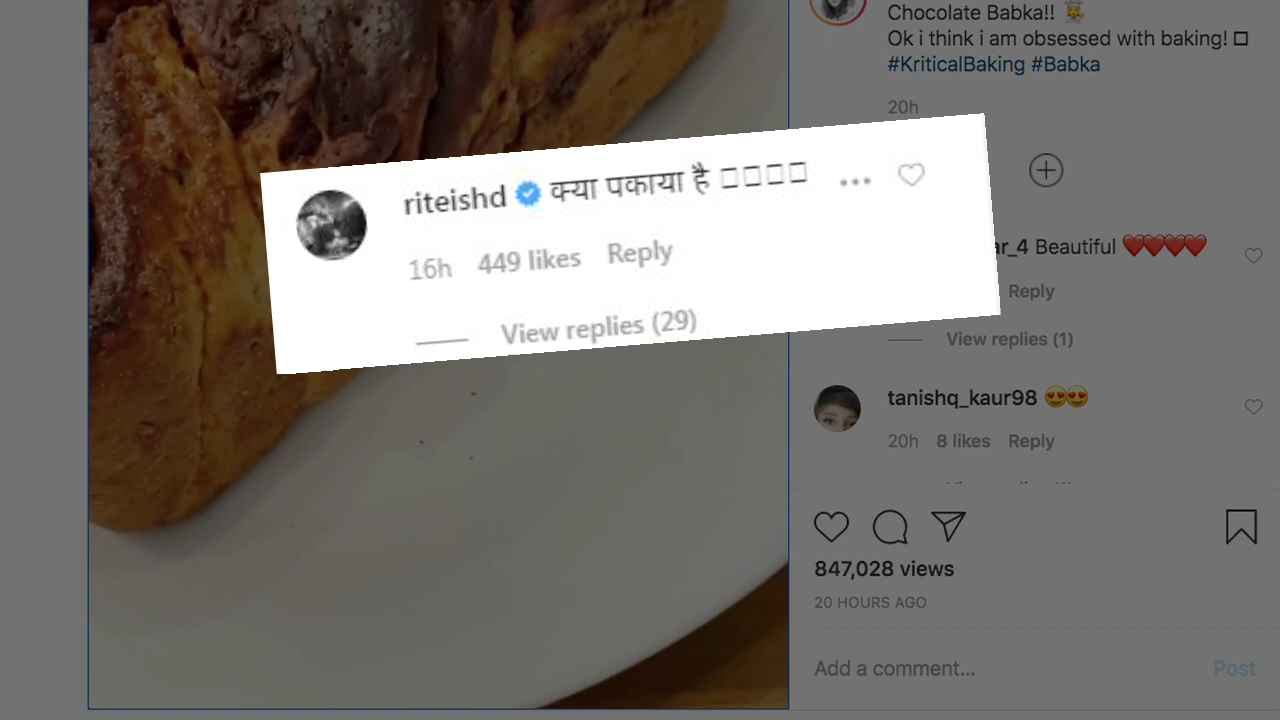 Chocolate Babka!! 👩‍🍳
Ok i think i am obsessed with baking! □
#KriticalBaking #Babka
20h
riteishd क्या पकाया है □□□□
16h 449 likes Reply
View replies (29)
ar_4 Beautiful ❤️❤️❤️❤️
Reply
View replies (1)
tanishq_kaur98 😍😍
20h 8 likes Reply
847,028 views
20 HOURS AGO
Add a comment... Post